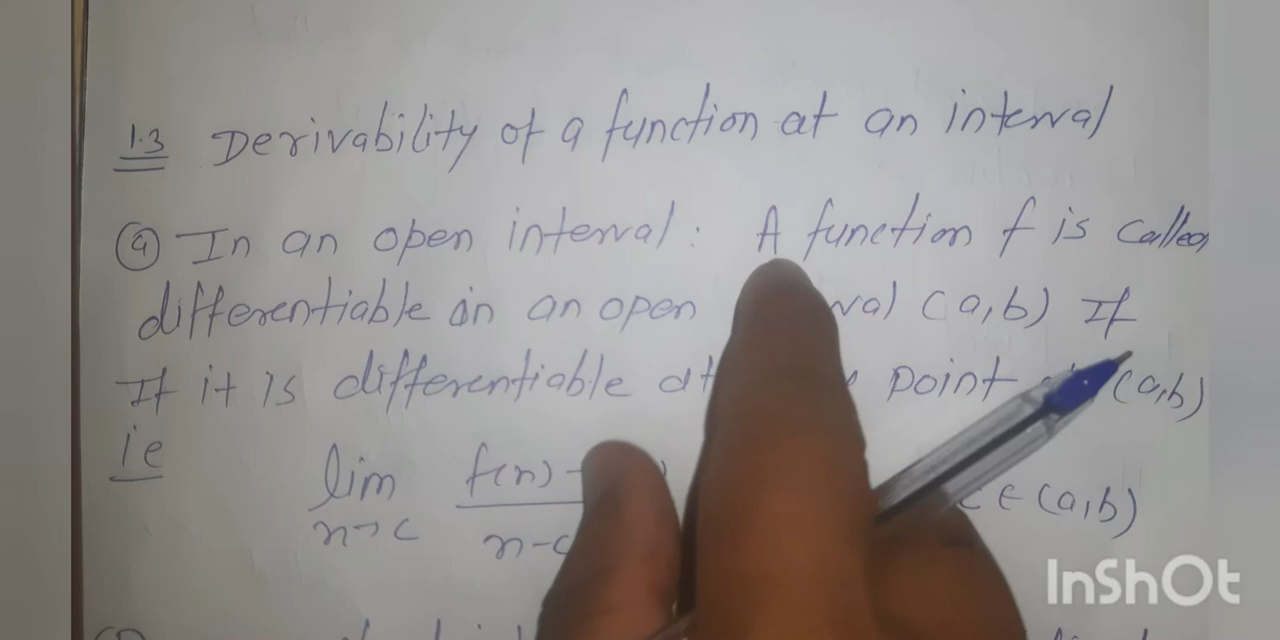 1.3 Derivability of a function at an interval
(a) In an open interval: A function f is called
differentiable in an open val (a,b) If
If it is differentiable at point (a,b)
ie
lim f(n) - c ∈ (a,b)
n→c n-c
InShOt